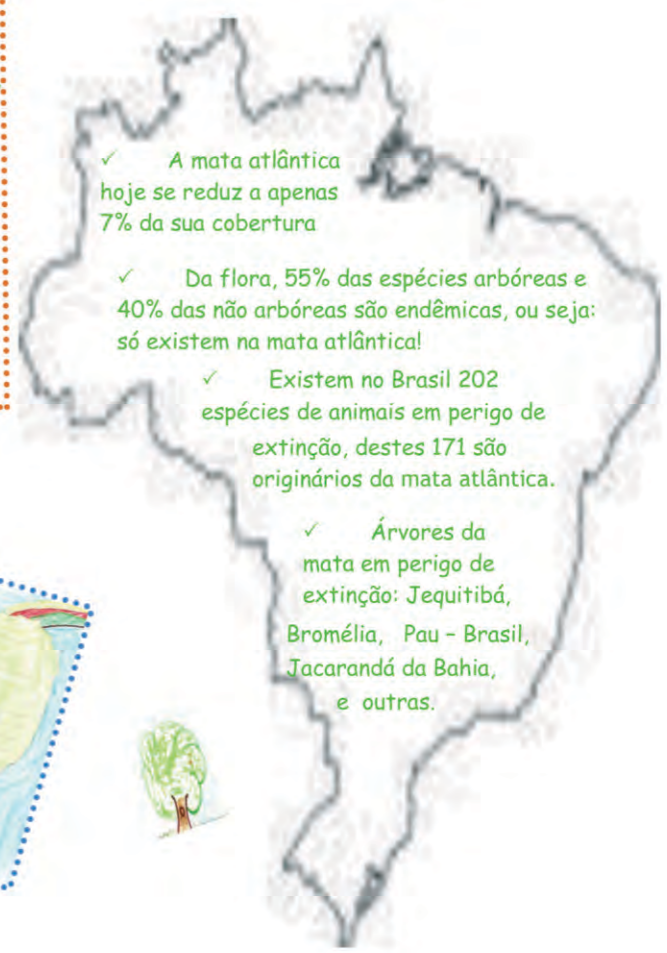 ✓ A mata atlântica
hoje se reduz a apenas
7% da sua cobertura
✓ Da flora, 55% das espécies arbóreas e
40% das não arbóreas são endêmicas, ou seja:
só existem na mata atlântica!
✓ Existem no Brasil 202
espécies de animais em perigo de
extinção, destes 171 são
originários da mata atlântica.
✓ Árvores da
mata em perigo de
extinção: Jequitibá,
Bromélia, Pau – Brasil,
Jacarandá da Bahia,
e outras.